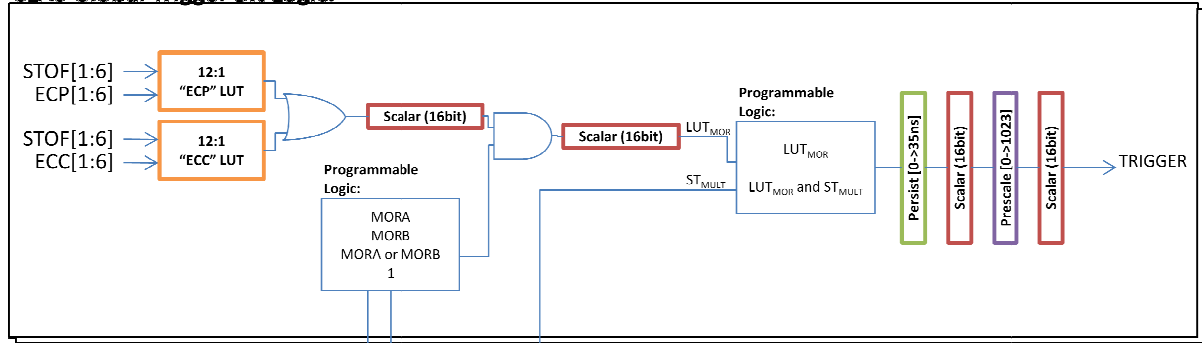 STOF[1:6]
ECP[1:6]
12:1
“ECP” LUT
STOF[1:6]
ECC[1:6]
12:1
“ECC” LUT
Scalar (16bit)
Scalar (16bit)
Programmable
Logic:
MORA
MORB
MORA or MORB
1
LUTMOR
STMULT
Programmable
Logic:
LUTMOR
LUTMOR and STMULT
Persist [0->35ns]
Scalar (16bit)
Prescale [0->1023]
Scalar (16bit)
TRIGGER